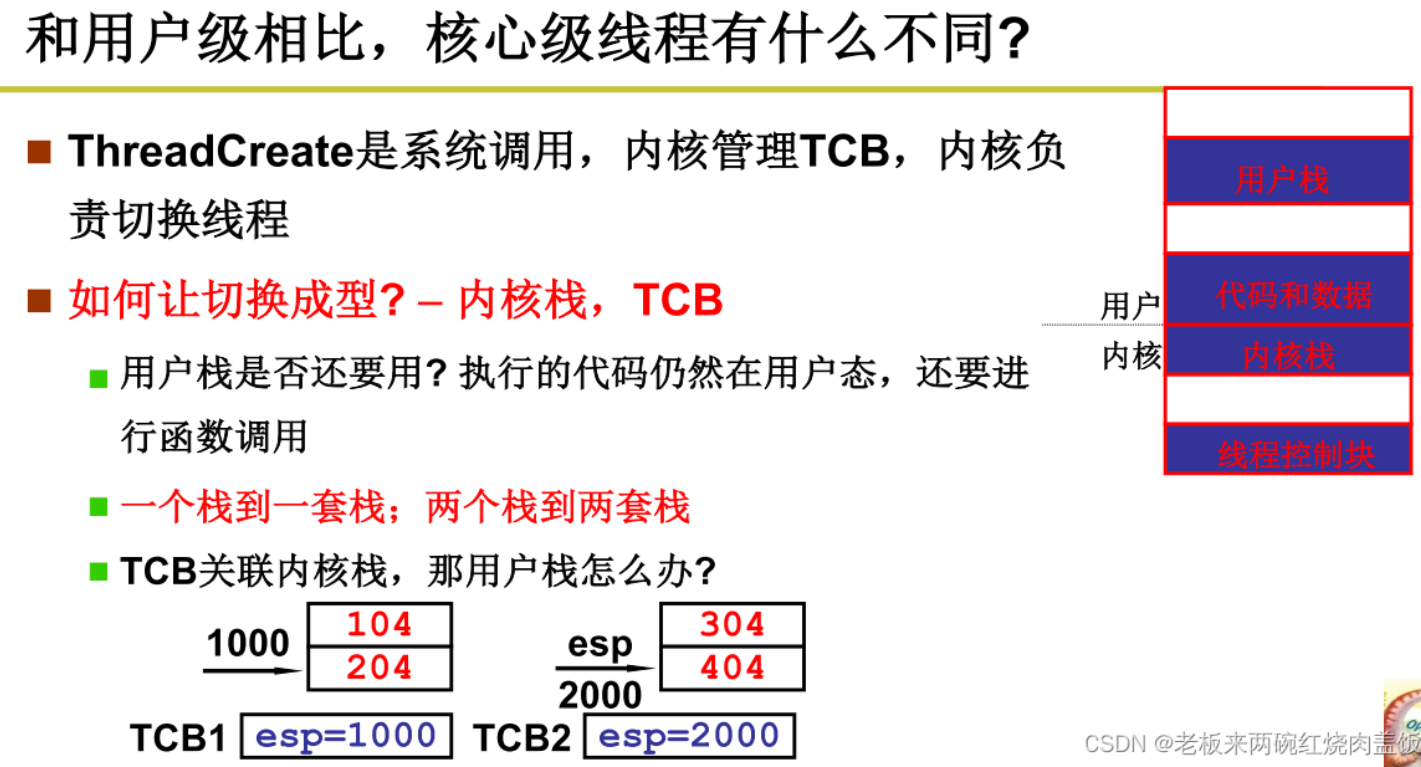 和用户级相比，核心级线程有什么不同?
ThreadCreate是系统调用，内核管理TCB，内核负
责切换线程
如何让切换成型? – 内核栈，TCB
用户栈是否还要用? 执行的代码仍然在用户态，还要进
行函数调用
一个栈到一套栈；两个栈到两套栈
TCB关联内核栈，那用户栈怎么办?
1000
104
204
esp
2000
304
404
TCB1
esp=1000
TCB2
esp=2000
用户栈
代码和数据
用户
内核
内核栈
线程控制块
CSDN @老板来两碗红烧肉盖饭